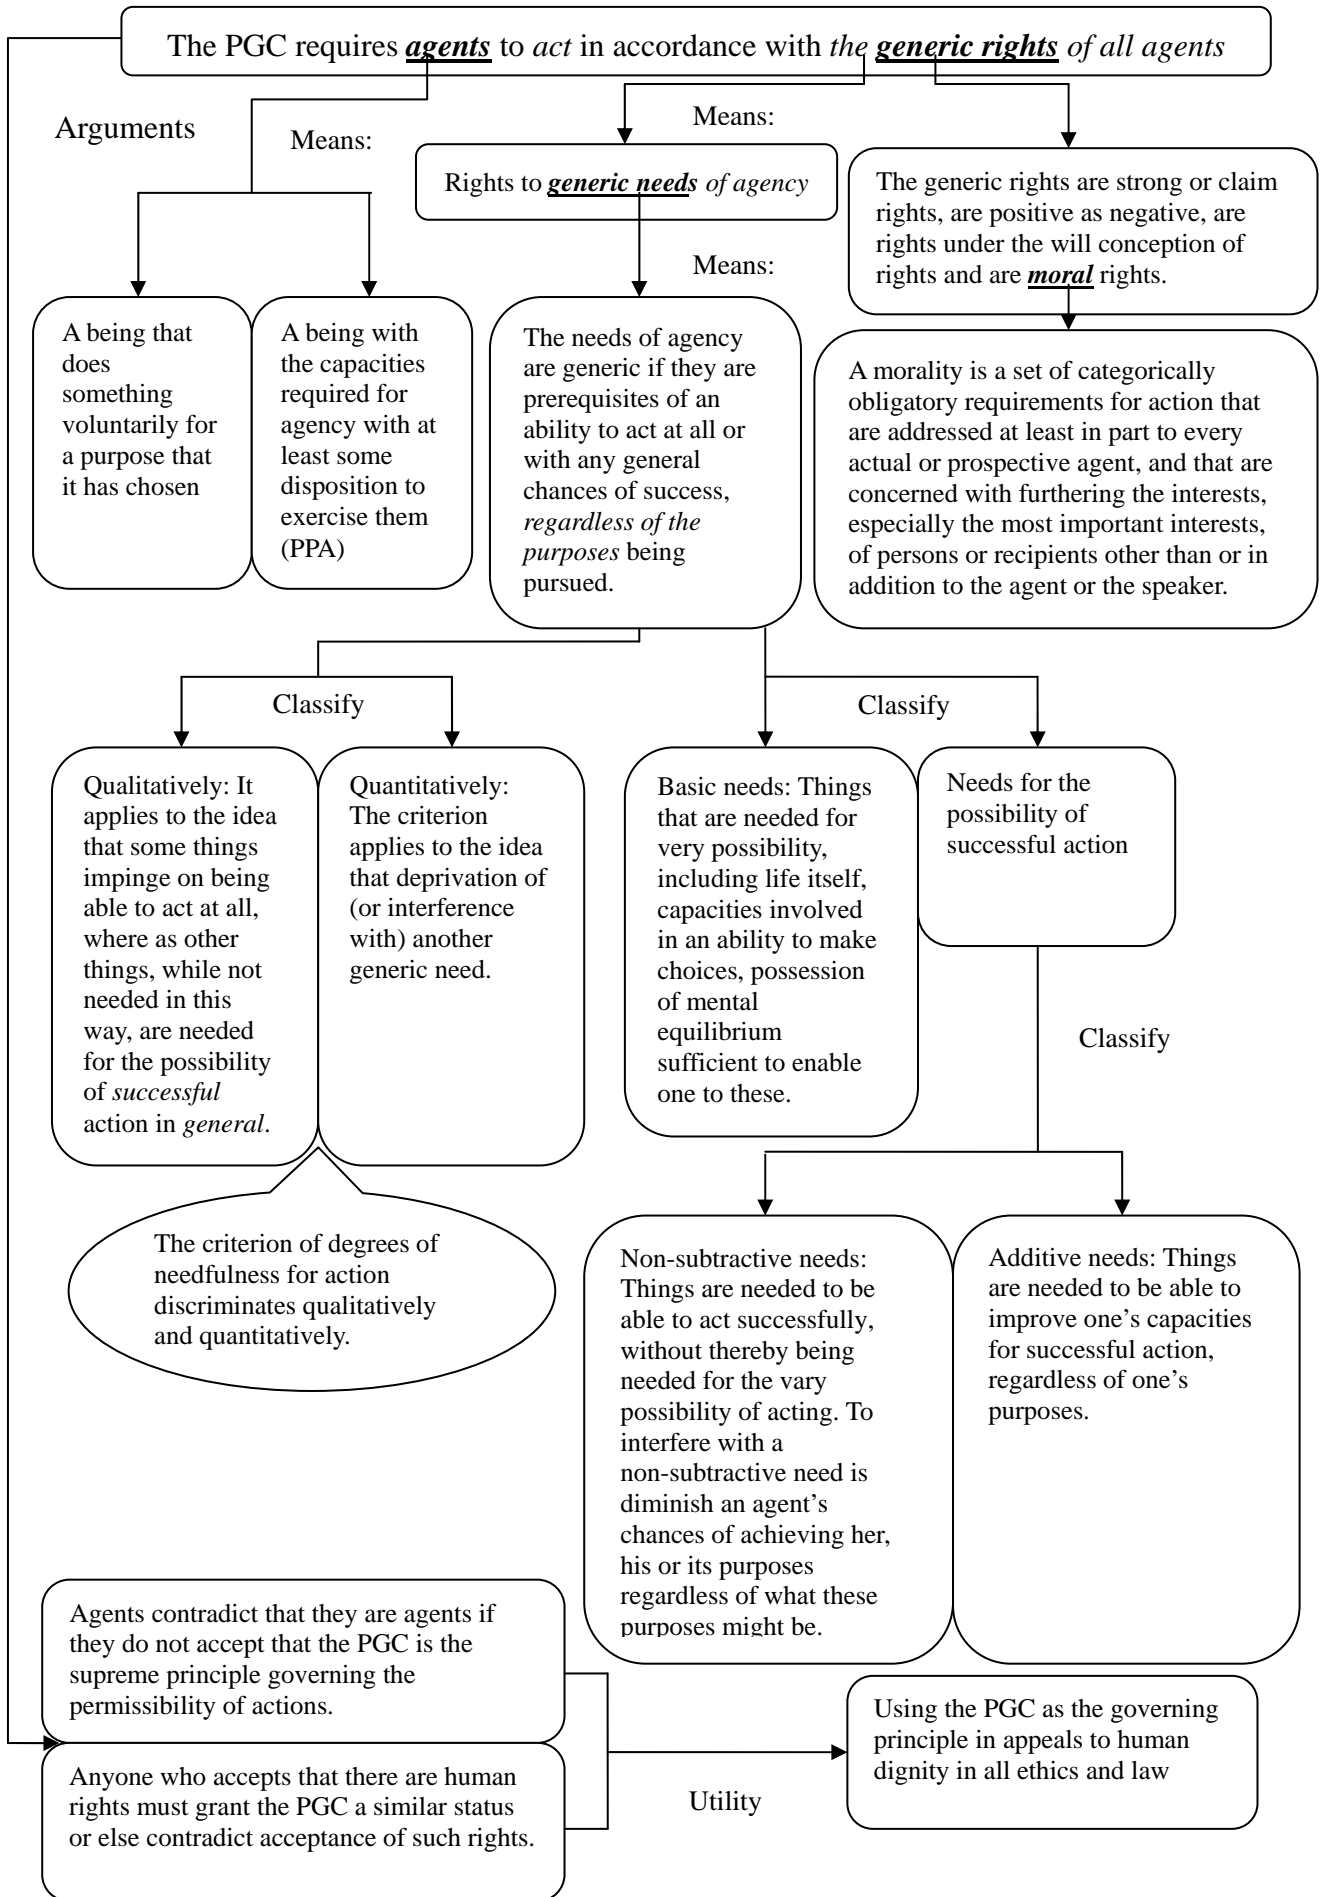 The PGC requires agents to act in accordance with the generic rights of all agents
Arguments
Means:
Means:
Rights to generic needs of agency
The generic rights are strong or claim
rights, are positive as negative, are
rights under the will conception of
rights and are moral rights.
Means:
A being that
does
something
voluntarily for
a purpose that
it has chosen
A being with
the capacities
required for
agency with at
least some
disposition to
exercise them
(PPA)
The needs of agency
are generic if they are
prerequisites of an
ability to act at all or
with any general
chances of success,
regardless of the
purposes being
pursued.
A morality is a set of categorically
obligatory requirements for action that
are addressed at least in part to every
actual or prospective agent, and that are
concerned with furthering the interests,
especially the most important interests,
of persons or recipients other than or in
addition to the agent or the speaker.
Classify
Classify
Qualitatively: It
applies to the idea
that some things
impinge on being
able to act at all,
where as other
things, while not
needed in this
way, are needed
for the possibility
of successful
action in general.
Quantitatively:
The criterion
applies to the idea
that deprivation of
(or interference
with) another
generic need.
Basic needs: Things
that are needed for
very possibility,
including life itself,
capacities involved
in an ability to make
choices, possession
of mental
equilibrium
sufficient to enable
one to these.
Needs for the
possibility of
successful action
Classify
The criterion of degrees of
needfulness for action
discriminates qualitatively
and quantitatively.
Non-subtractive needs:
Things are needed to be
able to act successfully,
without thereby being
needed for the vary
possibility of acting. To
interfere with a
non-subtractive need is
diminish an agent’s
chances of achieving her,
his or its purposes
regardless of what these
purposes might be.
Additive needs: Things
are needed to be able to
improve one’s capacities
for successful action,
regardless of one’s
purposes.
Agents contradict that they are agents if
they do not accept that the PGC is the
supreme principle governing the
permissibility of actions.
Anyone who accepts that there are human
rights must grant the PGC a similar status
or else contradict acceptance of such rights.
Utility
Using the PGC as the governing
principle in appeals to human
dignity in all ethics and law